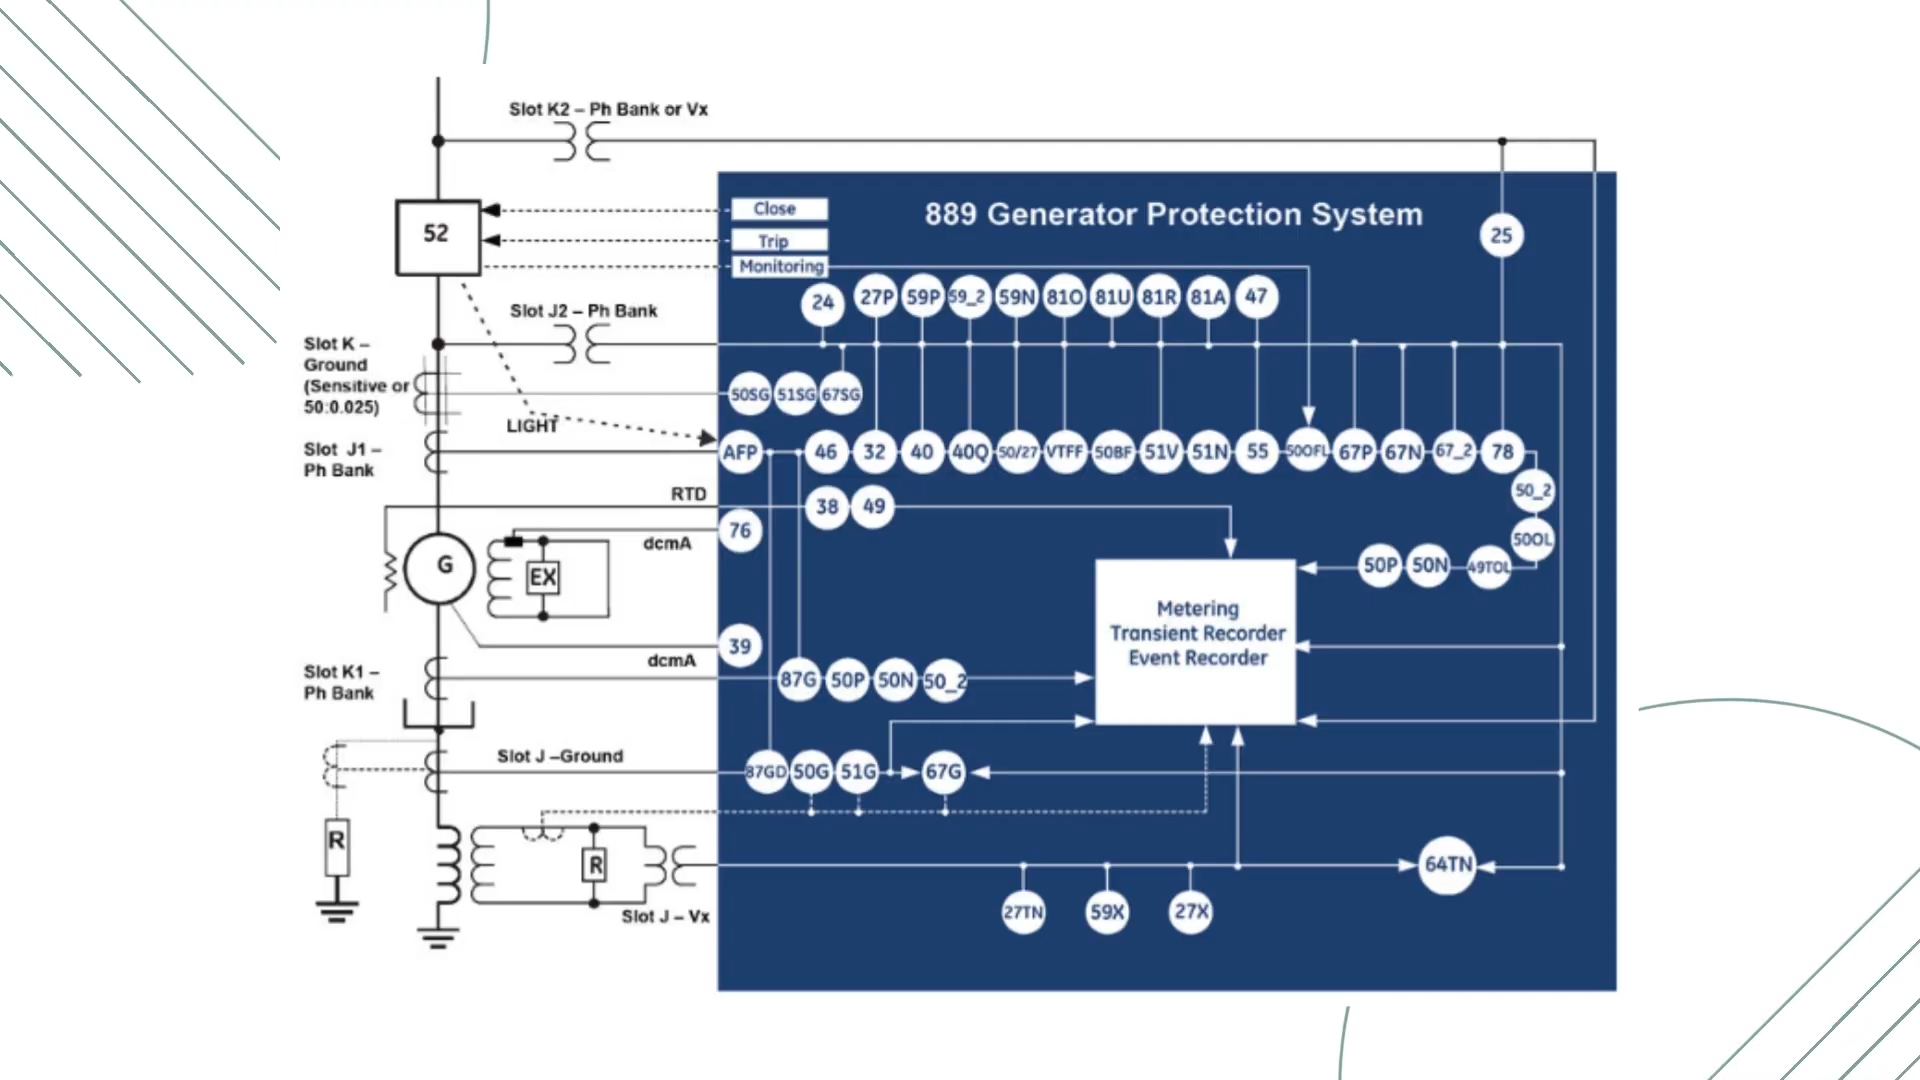 Slot K2 – Ph Bank or Vx
889 Generator Protection System
Close
Trip
Monitoring
52
25
24
27P
59P
59_2
59N
81O
81U
81R
81A
47
Slot J2 – Ph Bank
Slot K –
Ground
(Sensitive or
50:0.025)
50SG
51SG
67SG
LIGHT
Slot J1 –
Ph Bank
AFP
46
32
40
40Q
50/27
VTFF
50BF
51V
51N
55
50OFL
67P
67N
67_2
78
50_2
50OL
49TOL
50N
50P
RTD
38
49
76
dcmA
G
EX
39
dcmA
Metering
Transient Recorder
Event Recorder
Slot K1 –
Ph Bank
87G
50P
50N
50_2
Slot J –Ground
87GD
50G
51G
67G
R
R
Slot J – Vx
64TN
27TN
59X
27X